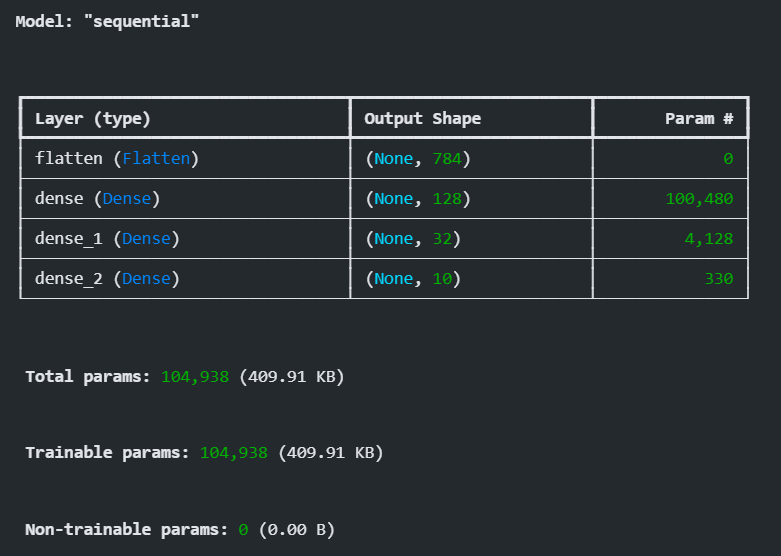 Model: "sequential"
Layer (type) Output Shape Param #
flatten (Flatten) (None, 784) 0
dense (Dense) (None, 128) 100,480
dense_1 (Dense) (None, 32) 4,128
dense_2 (Dense) (None, 10) 330
Total params: 104,938 (409.91 KB)
Trainable params: 104,938 (409.91 KB)
Non-trainable params: 0 (0.00 B)